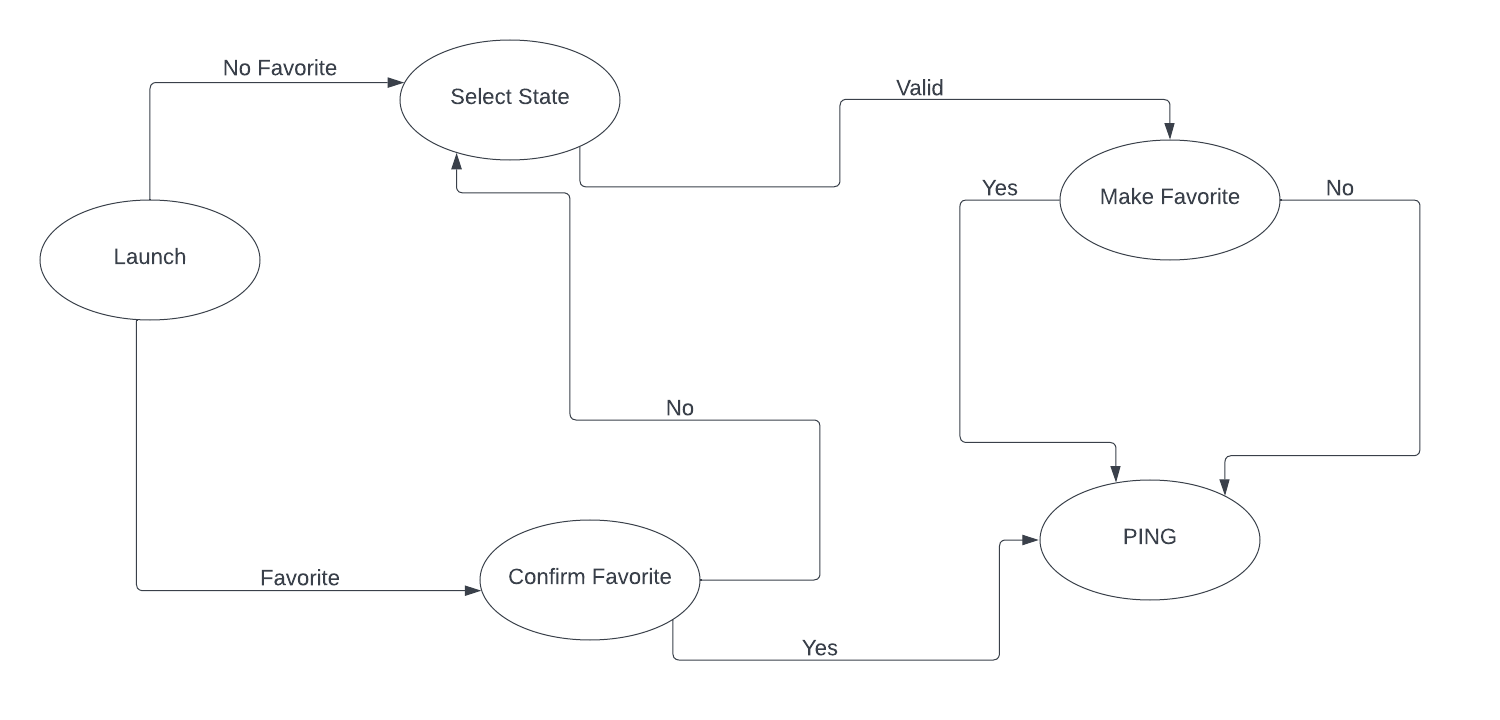 No Favorite
Select State
Valid
Yes
Make Favorite
No
Launch
No
PING
Favorite
Confirm Favorite
Yes